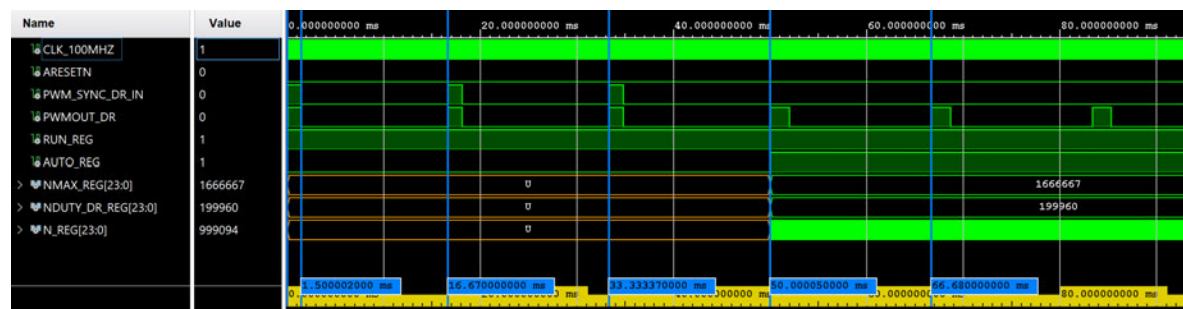 Name Value 0.000000000 ms 20.000000000 ms 40.000000000 ms 60.000000000 ms 80.000000000 ms
CLK_100MHZ 1
ARESETN 0
PWM_SYNC_DR_IN 0
PWMOUT_DR 0
RUN_REG 1
AUTO_REG 1
> NMAX_REG[23:0] 1666667 U 1666667
> NDUTY_DR_REG[23:0] 199960 U 199960
> N_REG[23:0] 999094 U
1.500002000 ms 16.670000000 ms 33.333370000 ms 50.000050000 ms 66.680000000 ms
80.000000000 ms